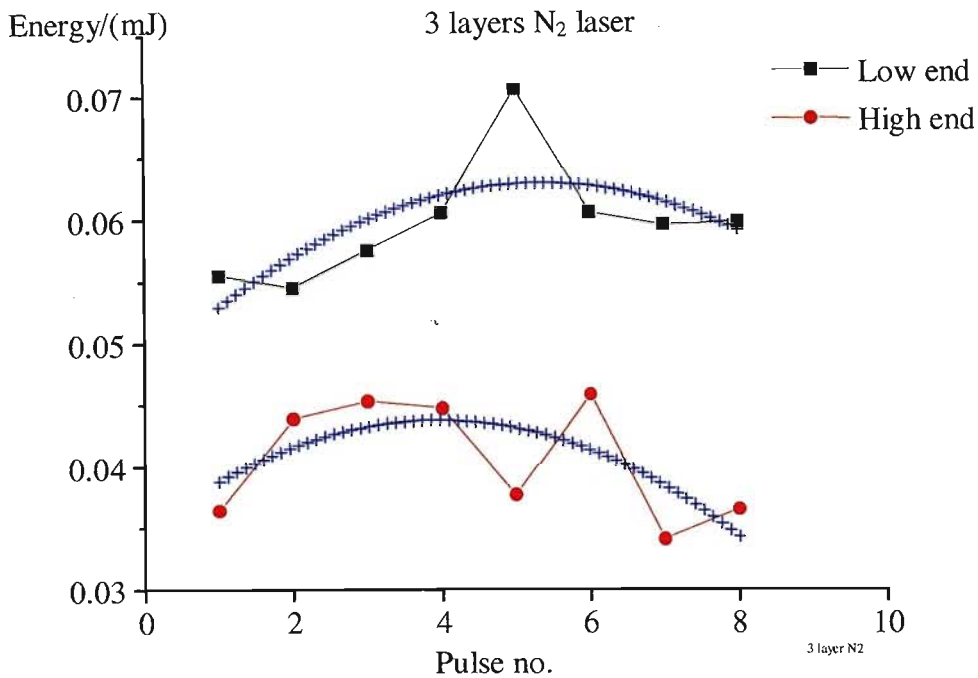 Energy/(mJ)
3 layers N₂ laser
Low end
High end
0.07
0.06
0.05
0.04
0.03
0
2
4
6
8
10
Pulse no.
3 layer N2